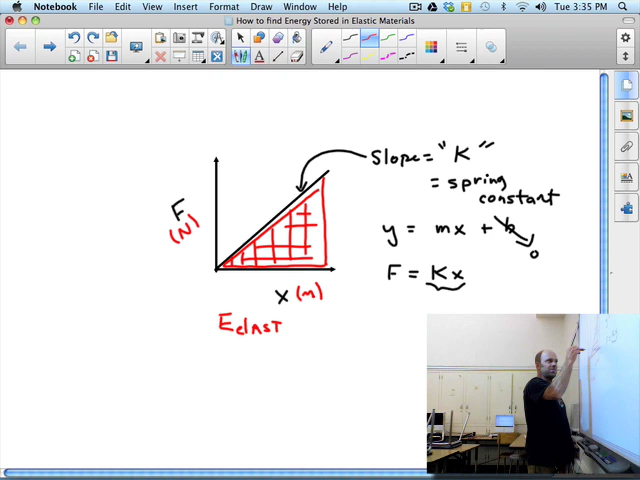 Notebook File Edit View Insert Format Draw Window Help Tue 3:35 PM
How to find Energy Stored in Elastic Materials
A
Slope = "K"
= spring constant
F (N)
y = mx + b
0
F = Kx
x (m)
Eelast